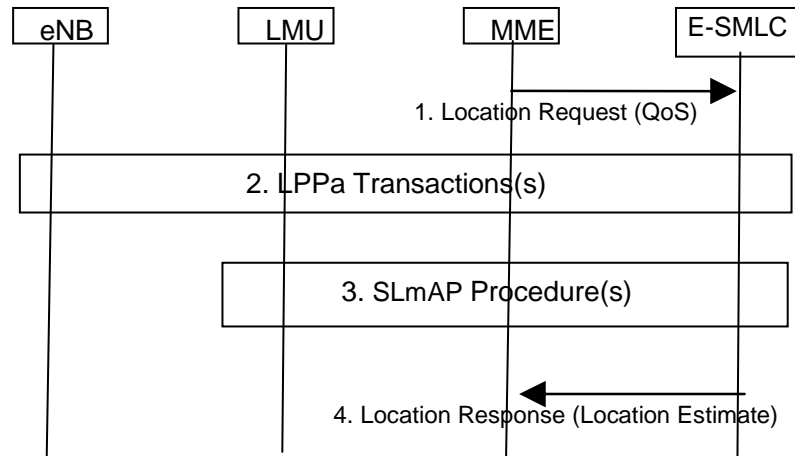 eNB
LMU
MME
E-SMLC
1. Location Request (QoS)
2. LPPa Transactions(s)
3. SLmAP Procedure(s)
4. Location Response (Location Estimate)